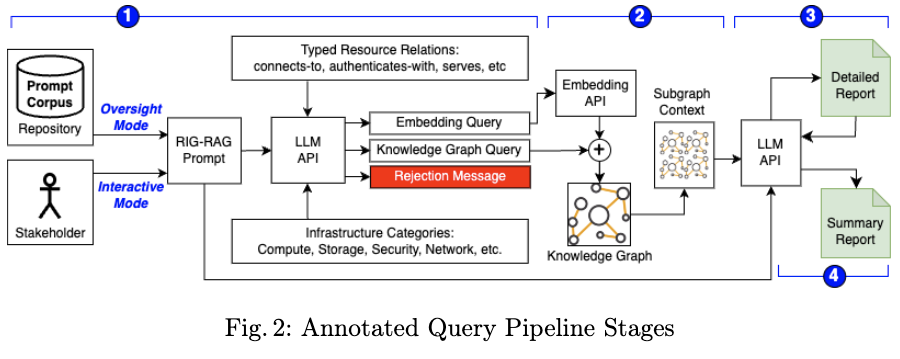 1
2
3
Prompt
Corpus
Repository
Oversight
Mode
Stakeholder
Interactive
Mode
RIG-RAG
Prompt
Typed Resource Relations:
connects-to, authenticates-with, serves, etc
LLM
API
Embedding Query
Knowledge Graph Query
Rejection Message
Infrastructure Categories:
Compute, Storage, Security, Network, etc.
Embedding
API
+
Knowledge Graph
Subgraph
Context
LLM
API
Detailed
Report
Summary
Report
4
Fig. 2: Annotated Query Pipeline Stages